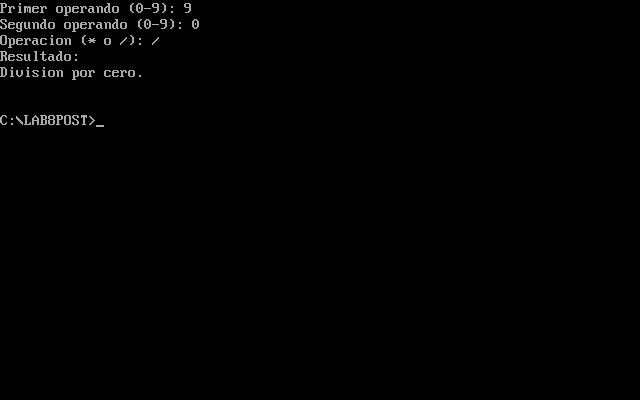 Primer operando (0-9): 9
Segundo operando (0-9): 0
Operacion (* o /): /
Resultado:
Division por cero.
C:\LAB8POST>_